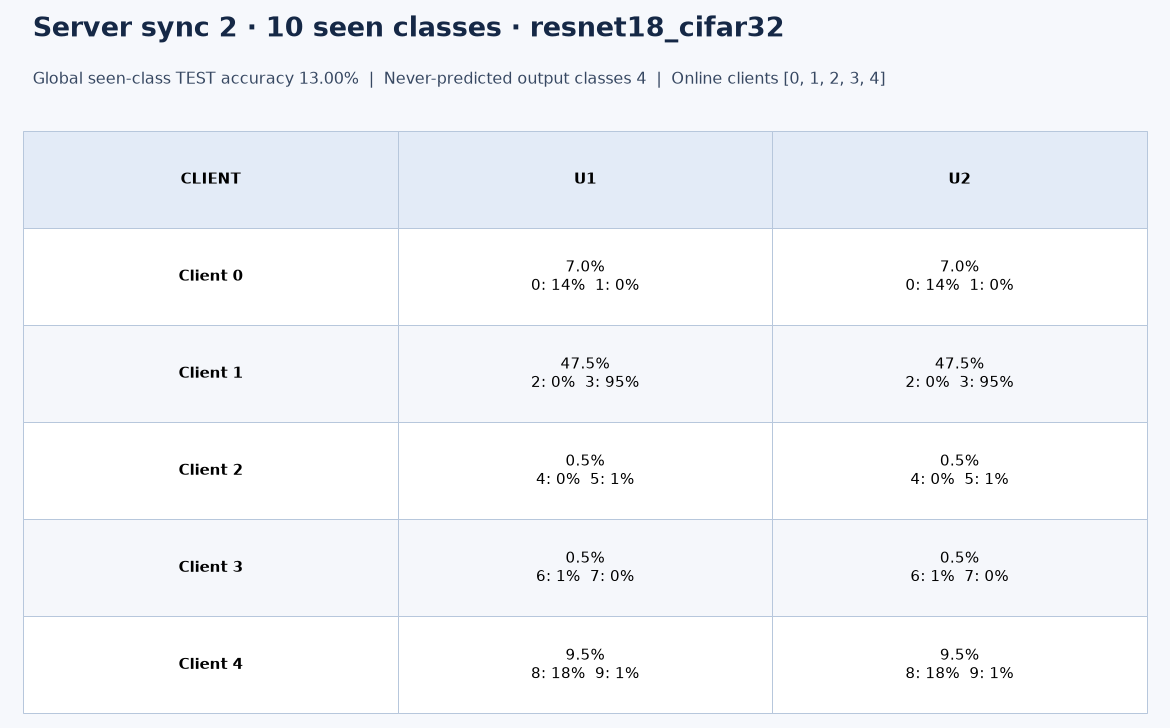 Server sync 2 · 10 seen classes · resnet18_cifar32
Global seen-class TEST accuracy 13.00%  |  Never-predicted output classes 4  |  Online clients [0, 1, 2, 3, 4]
CLIENT
U1
U2
Client 0
7.0%
0: 14%  1: 0%
7.0%
0: 14%  1: 0%
Client 1
47.5%
2: 0%  3: 95%
47.5%
2: 0%  3: 95%
Client 2
0.5%
4: 0%  5: 1%
0.5%
4: 0%  5: 1%
Client 3
0.5%
6: 1%  7: 0%
0.5%
6: 1%  7: 0%
Client 4
9.5%
8: 18%  9: 1%
9.5%
8: 18%  9: 1%